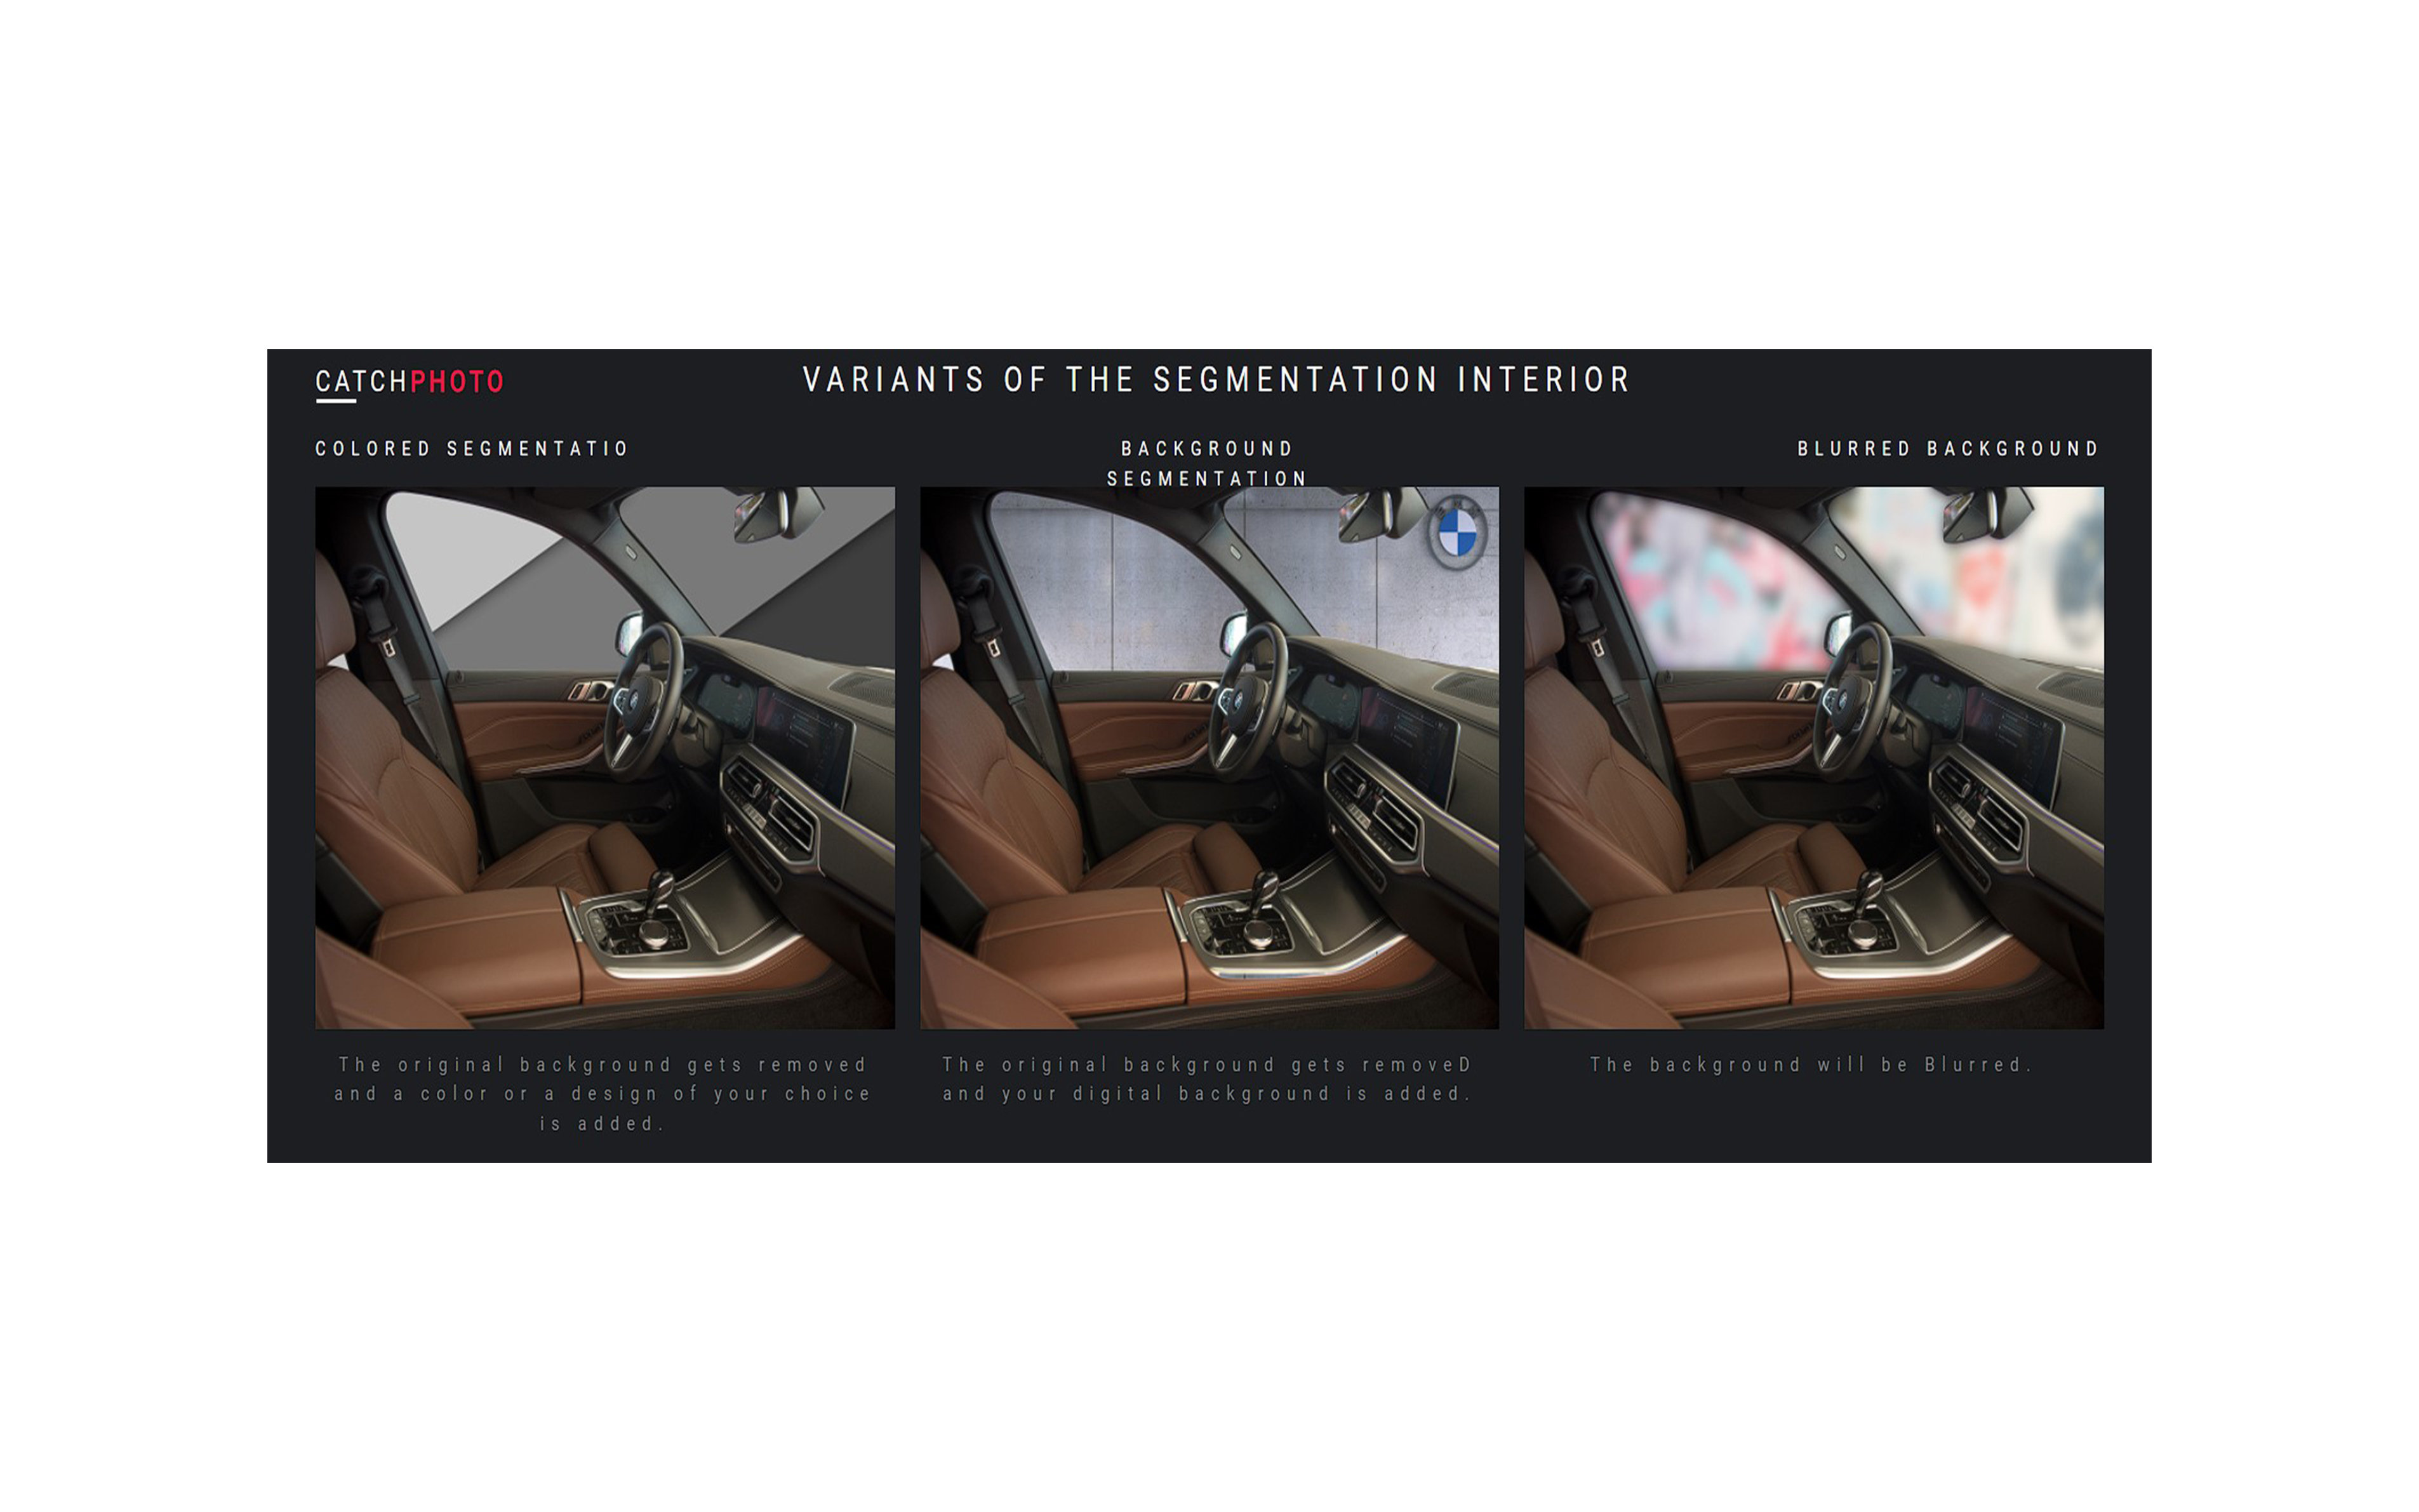 CATCHPHOTO
VARIANTS OF THE SEGMENTATION INTERIOR
COLORED SEGMENTATIO
BACKGROUND
SEGMENTATION
BLURRED BACKGROUND
The original background gets removed
and a color or a design of your choice
is added.
The original background gets removeD
and your digital background is added.
The background will be Blurred.